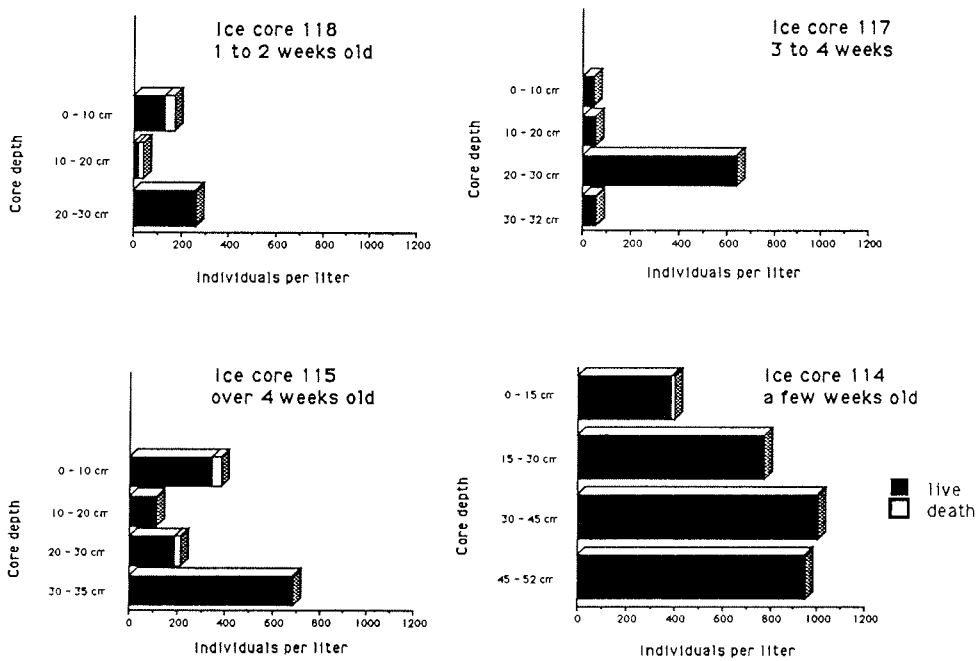 Ice core 118
1 to 2 weeks old
Core depth
0 - 10 cm
10 - 20 cm
20 - 30 cm
0 200 400 600 800 1000 1200
Individuals per liter
Ice core 117
3 to 4 weeks
Core depth
0 - 10 cm
10 - 20 cm
20 - 30 cm
30 - 32 cm
0 200 400 600 800 1000 1200
Individuals per liter
Ice core 115
over 4 weeks old
Core depth
0 - 10 cm
10 - 20 cm
20 - 30 cm
30 - 35 cm
0 200 400 600 800 1000 1200
Individuals per liter
Ice core 114
a few weeks old
Core depth
0 - 15 cm
15 - 30 cm
30 - 45 cm
45 - 52 cm
0 200 400 600 800 1000 1200
Individuals per liter
live
death